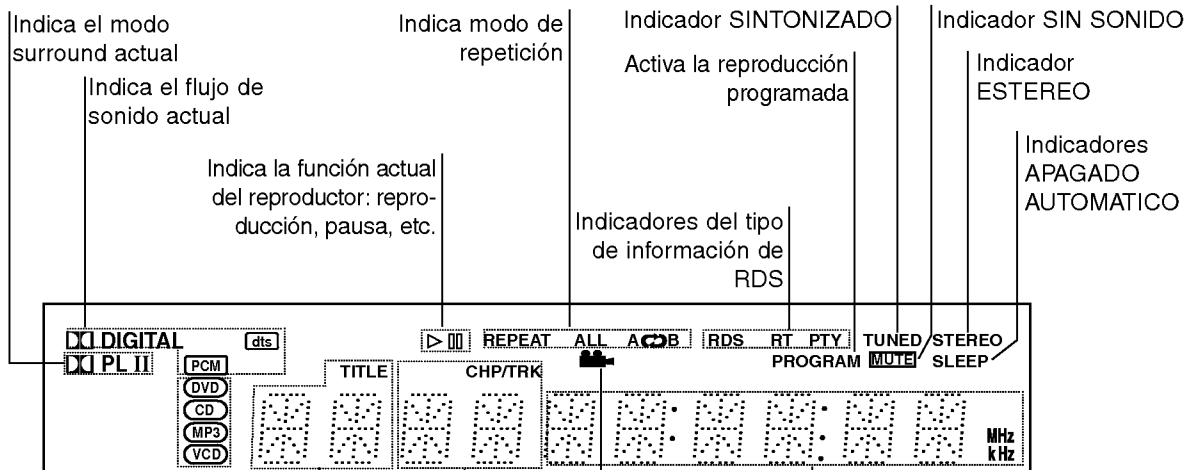 Indica el modo
surround actual
Indica el flujo de
sonido actual
Indica la función actual
del reproductor: repro-
ducción, pausa, etc.
Indica modo de
repetición
Indicadores del tipo
de información de
RDS
Indicador SINTONIZADO
Activa la reproducción
programada
Indicador SIN SONIDO
Indicador
ESTEREO
Indicadores
APAGADO
AUTOMATICO
DIGITAL dts REPEAT ALL A B RDS RT PTY TUNED STEREO
PL II PCM PROGRAM MUTE SLEEP
TITLE CHP/TRK
DVD
CD
MP3
VCD
MHz
kHz